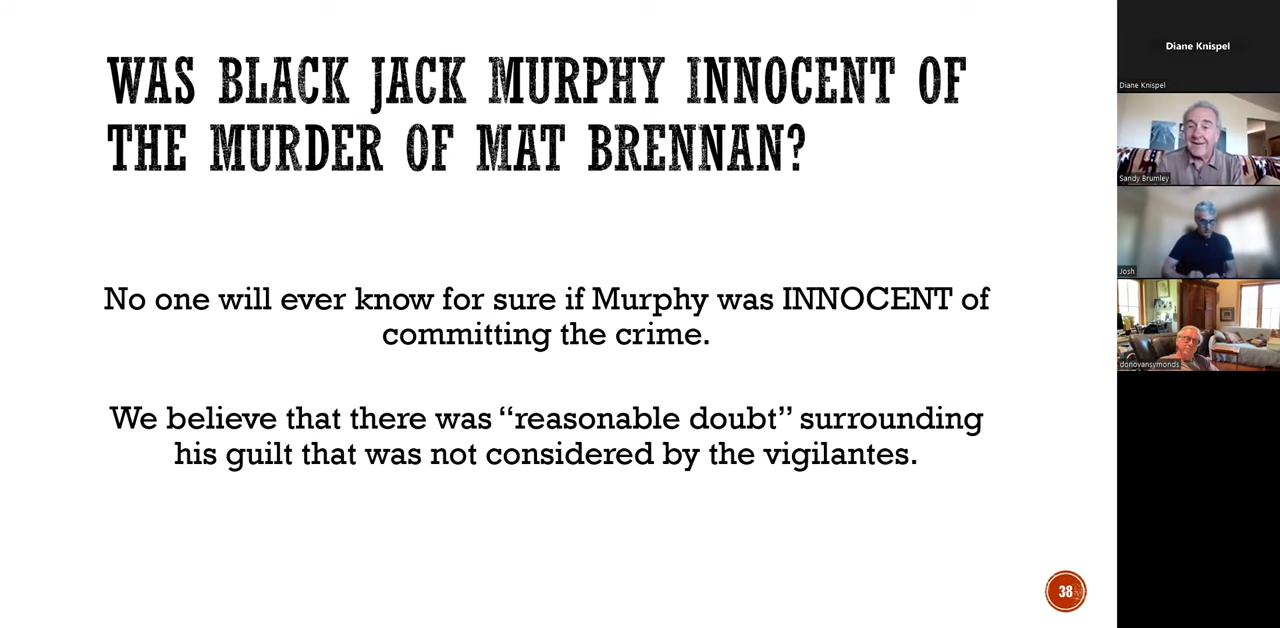 WAS BLACK JACK MURPHY INNOCENT OF
THE MURDER OF MAT BRENNAN?
No one will ever know for sure if Murphy was INNOCENT of
committing the crime.
We believe that there was “reasonable doubt” surrounding
his guilt that was not considered by the vigilantes.
38
Diane Knispel
Diane Knispel
Sandy Brumley
Josh
donovansymonds